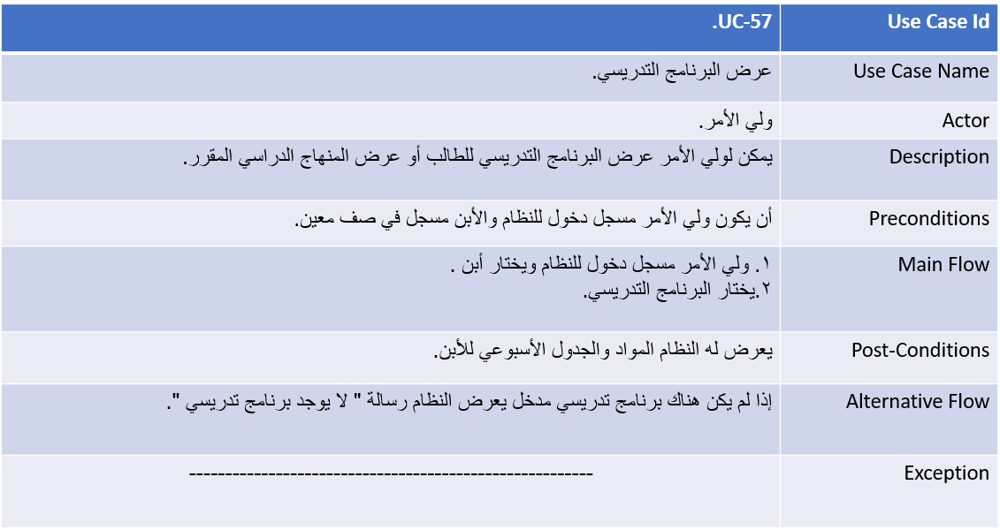 Use Case Id
UC-57.
Use Case Name
عرض البرنامج التدريسي.
Actor
ولي الأمر.
Description
يمكن لولي الأمر عرض البرنامج التدريسي للطالب أو عرض المنهاج الدراسي المقرر.
Preconditions
أن يكون ولي الأمر مسجل دخول للنظام والأبن مسجل في صف معين.
Main Flow
١. ولي الأمر مسجل دخول للنظام ويختار أبن .
٢.يختار البرنامج التدريسي.
Post-Conditions
يعرض له النظام المواد والجدول الأسبوعي للأبن.
Alternative Flow
إذا لم يكن هناك برنامج تدريسي مدخل يعرض النظام رسالة " لا يوجد برنامج تدريسي ".
Exception
---------------------------------------------------------